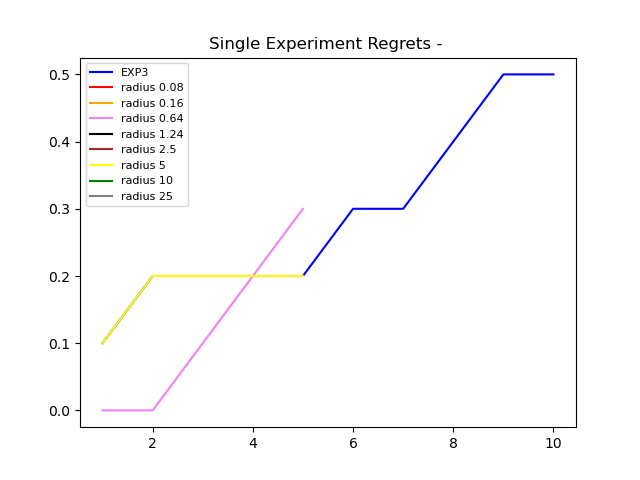 Single Experiment Regrets -
EXP3
radius 0.08
radius 0.16
radius 0.64
radius 1.24
radius 2.5
radius 5
radius 10
radius 25
0.5
0.4
0.3
0.2
0.1
0.0
2 4 6 8 10